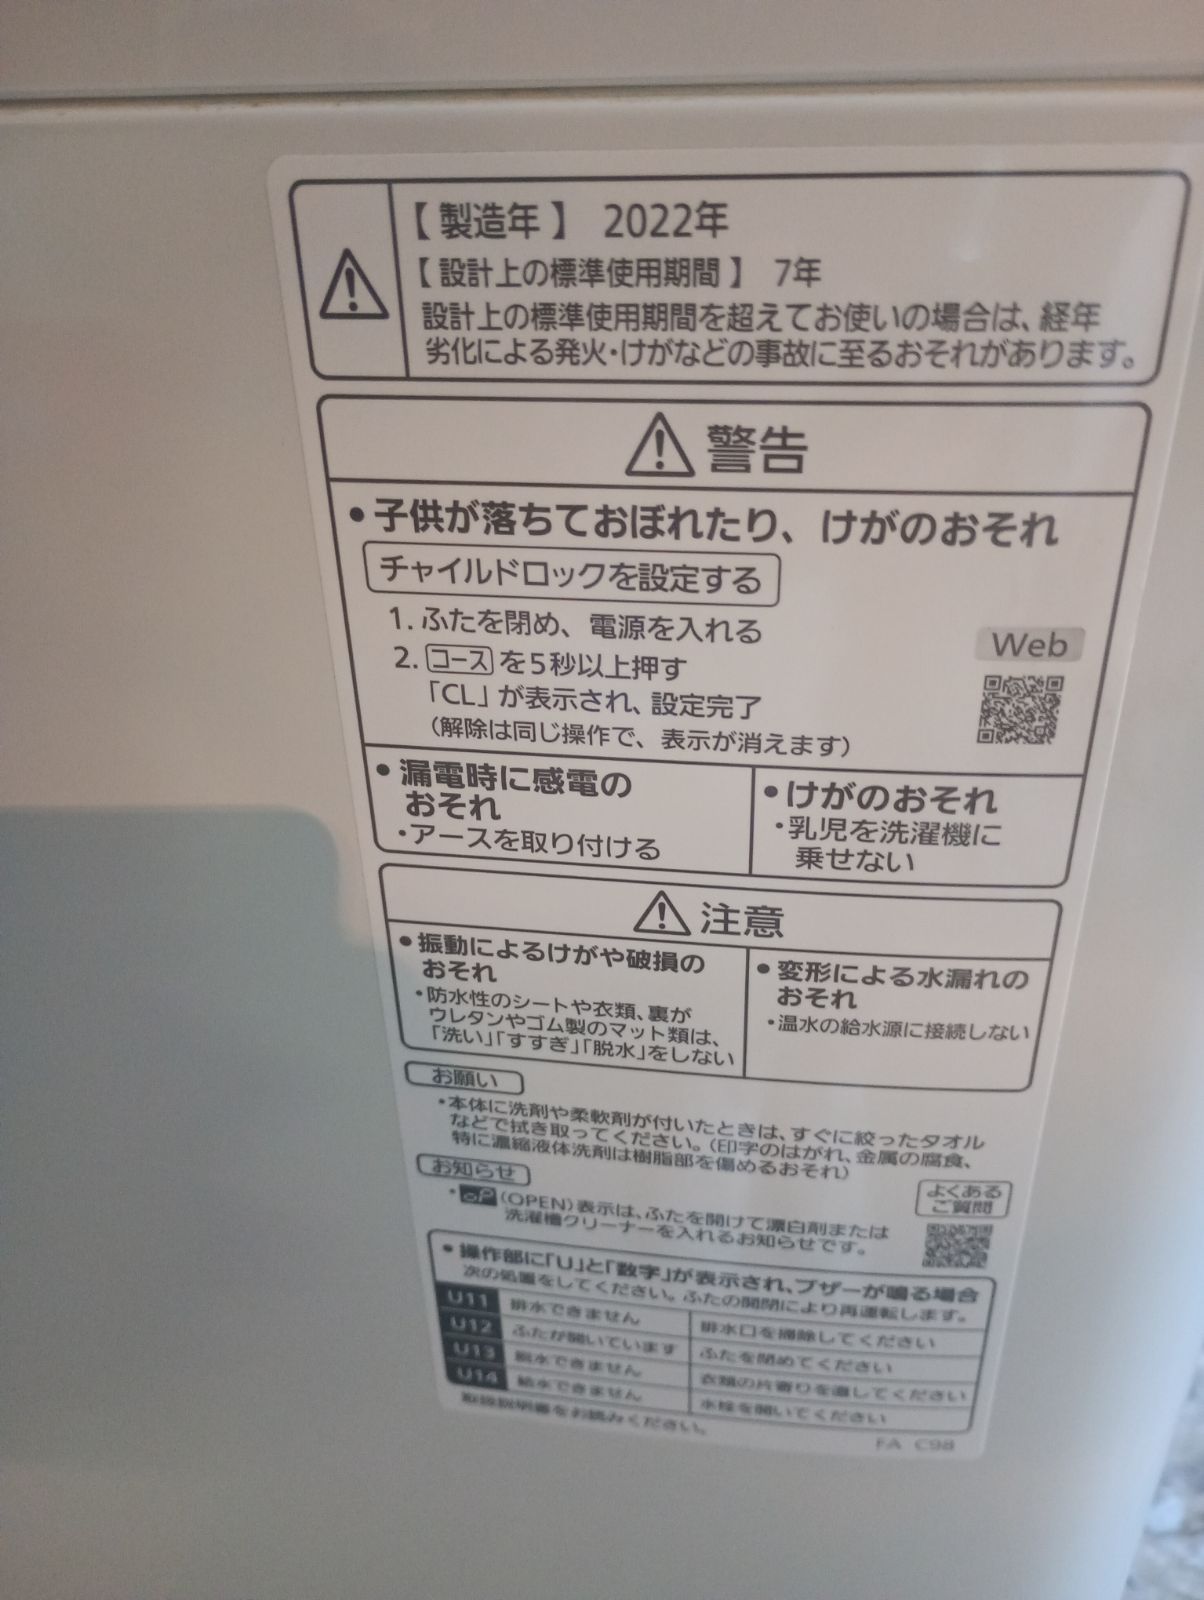 【 製造年 】 2022年
【 設計上の標準使用期間 】 7年
設計上の標準使用期間を超えてお使いの場合は、経年
劣化による発火・けがなどの事故に至るおそれがあります。
警告
• 子供が落ちておぼれたり、けがのおそれ
チャイルドロックを設定する
1. ふたを閉め、電源を入れる
2. コース を5秒以上押す
「CL」が表示され、設定完了
（解除は同じ操作で、表示が消えます）
Web
• 漏電時に感電の
おそれ
・アースを取り付ける
• けがのおそれ
・乳児を洗濯機に
乗せない
注意
• 振動によるけがや破損の
おそれ
・防水性のシートや衣類、裏が
ウレタンやゴム製のマット類は、
「洗い」「すすぎ」「脱水」をしない
• 変形による水漏れの
おそれ
・温水の給水源に接続しない
お願い
・本体に洗剤や柔軟剤が付いたときは、すぐに絞ったタオル
などで拭き取ってください。（印字のはがれ、金属の腐食、
特に濃縮液体洗剤は樹脂部を傷めるおそれ）
お知らせ
・oP（OPEN）表示は、ふたを開けて漂白剤または
洗濯槽クリーナーを入れるお知らせです。
よくある
ご質問
• 操作部に「U」と「数字」が表示され、ブザーが鳴る場合
次の処置をしてください。ふたの開閉により再運転します。
U11 排水できません 排水口を掃除してください
U12 ふたが開いています ふたを閉めてください
U13 脱水できません 衣類の片寄りを直してください
U14 給水できません 水栓を開いてください
取扱説明書をお読みください。
FA C98